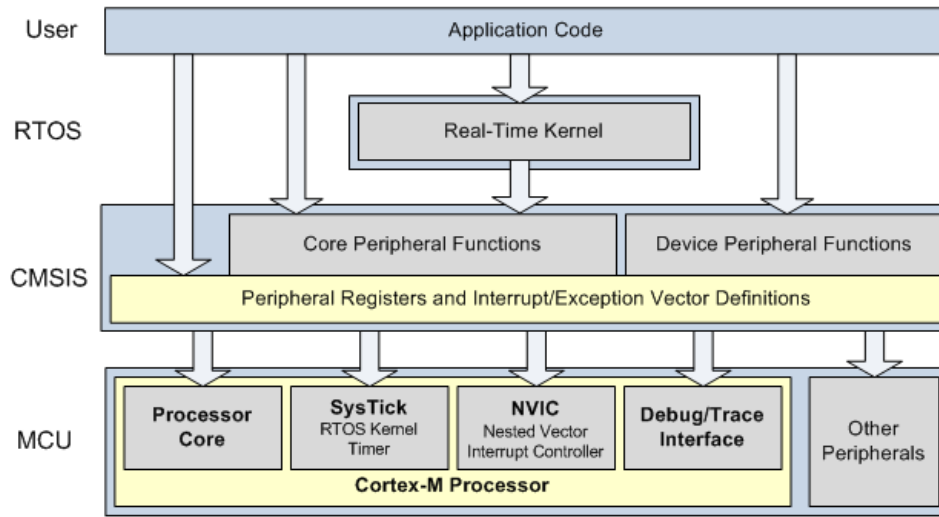 User
Application Code
RTOS
Real-Time Kernel
CMSIS
Core Peripheral Functions
Device Peripheral Functions
Peripheral Registers and Interrupt/Exception Vector Definitions
MCU
Processor
Core
SysTick
RTOS Kernel
Timer
NVIC
Nested Vector
Interrupt Controller
Debug/Trace
Interface
Other
Peripherals
Cortex-M Processor